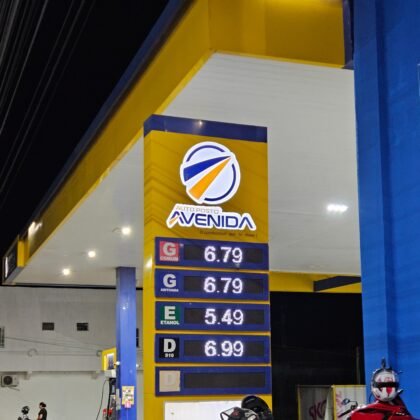 AUTO POSTO
AVENIDA
G COMUM 6.79
G ADITIVADA 6.79
E ETANOL 5.49
D S10 6.99
D